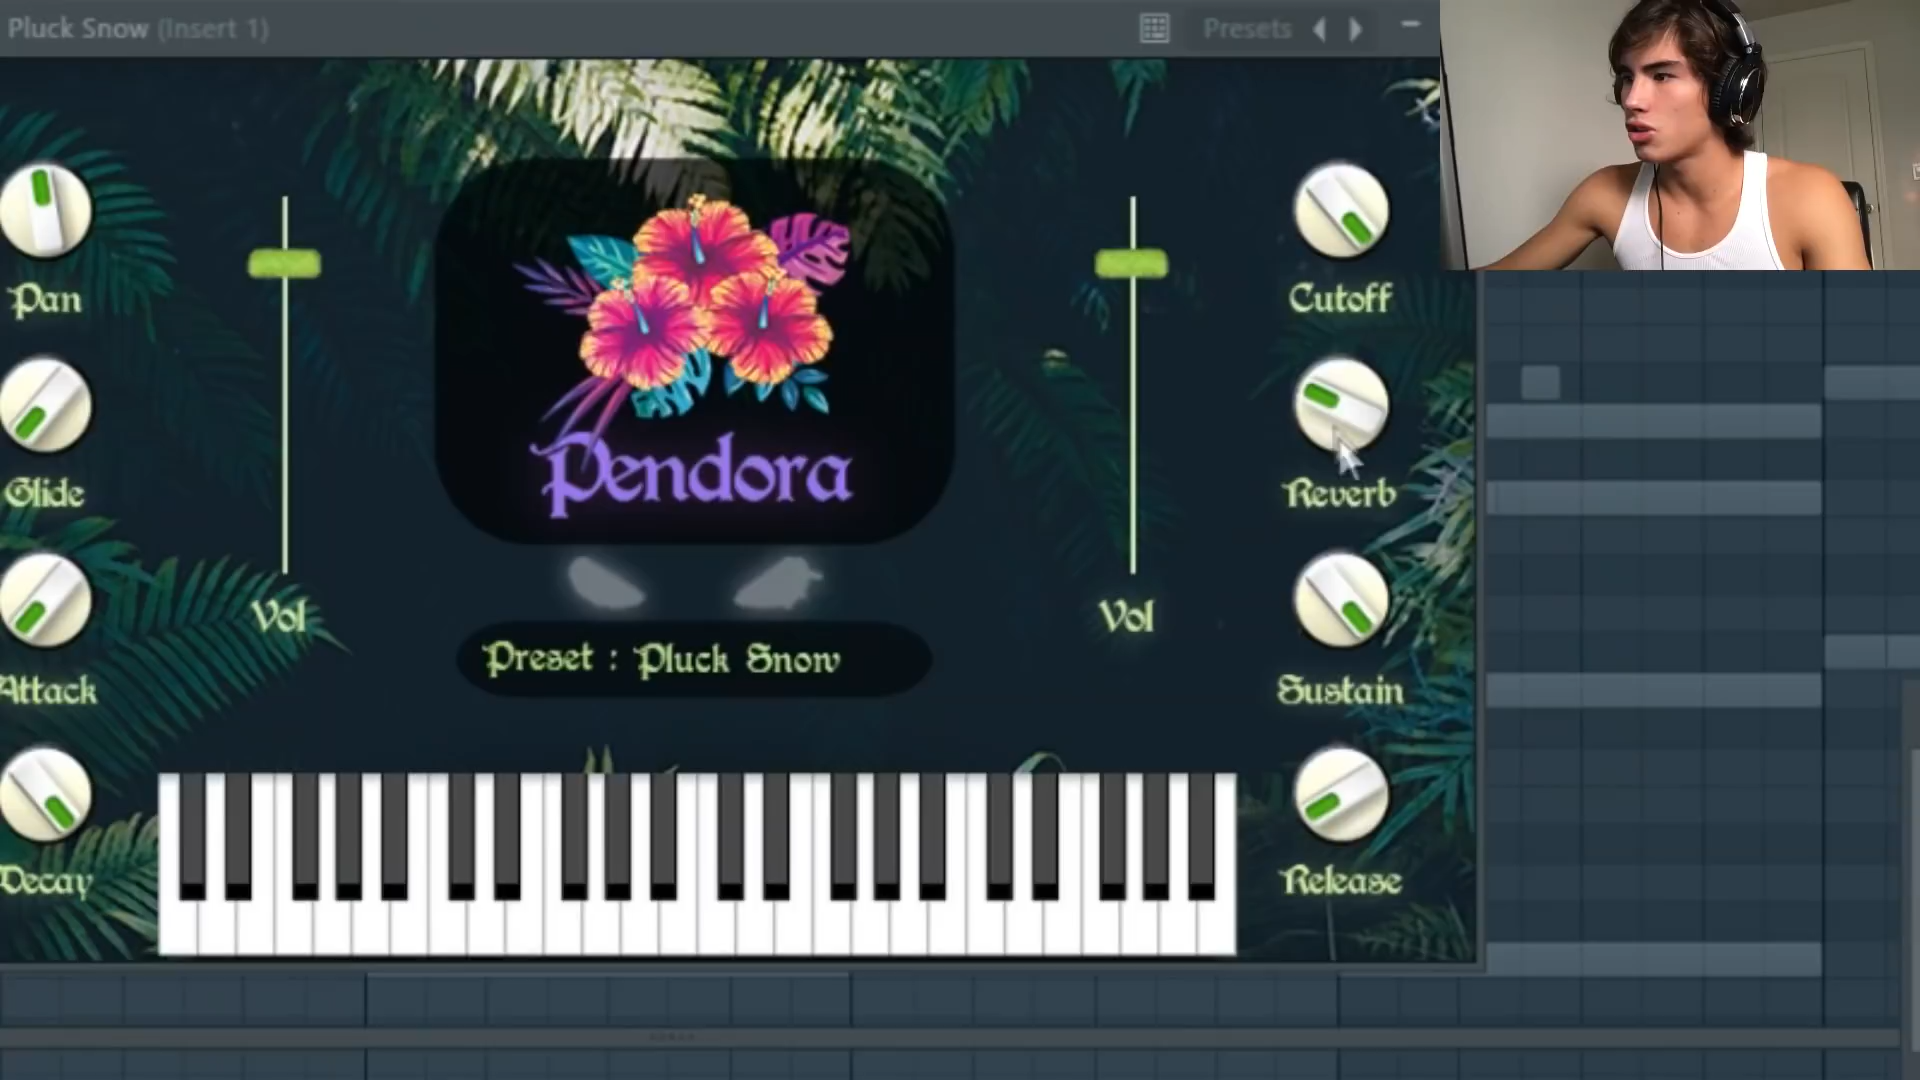 Pluck Snow (Insert 1)
Presets
Pan
Cutoff
Pendora
Glide
Reverb
Vol
Vol
Preset : Pluck Snow
Attack
Sustain
Decay
Release